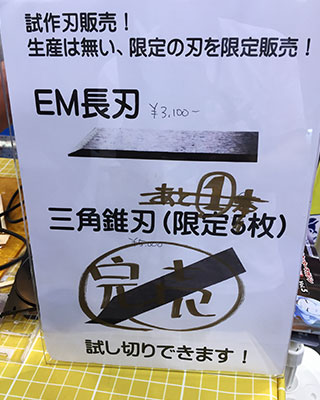 試作刃販売！
生産は無い、限定の刃を限定販売！
EM長刃 ¥3,100-
あと1本
三角錐刃(限定5枚)
完売
試し切りできます！